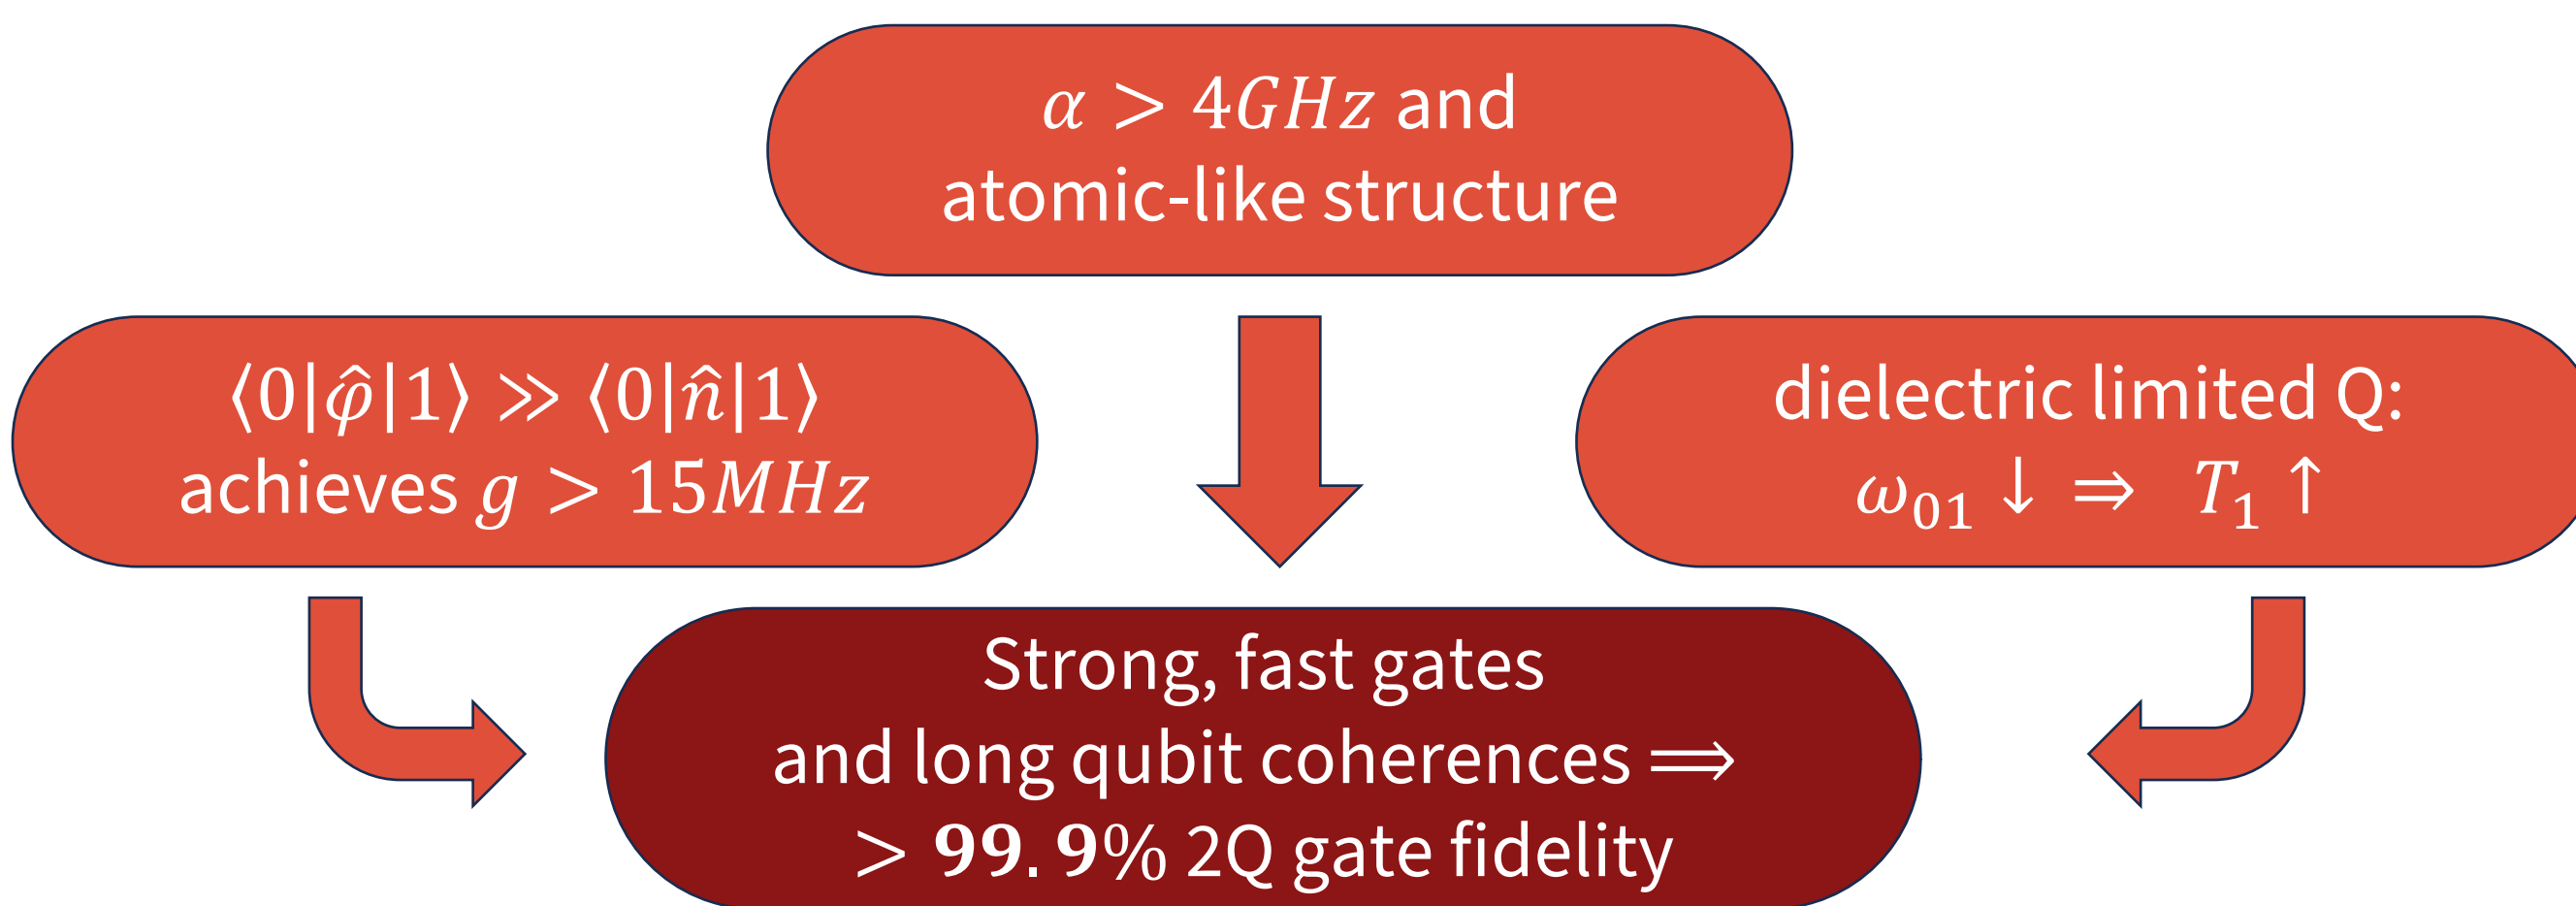 α > 4GHz and
atomic-like structure
⟨0|φ̂|1⟩ ≫ ⟨0|n̂|1⟩
achieves g > 15MHz
dielectric limited Q:
ω₀₁ ↓ ⇒ T₁ ↑
Strong, fast gates
and long qubit coherences ⟹
> 99.9% 2Q gate fidelity